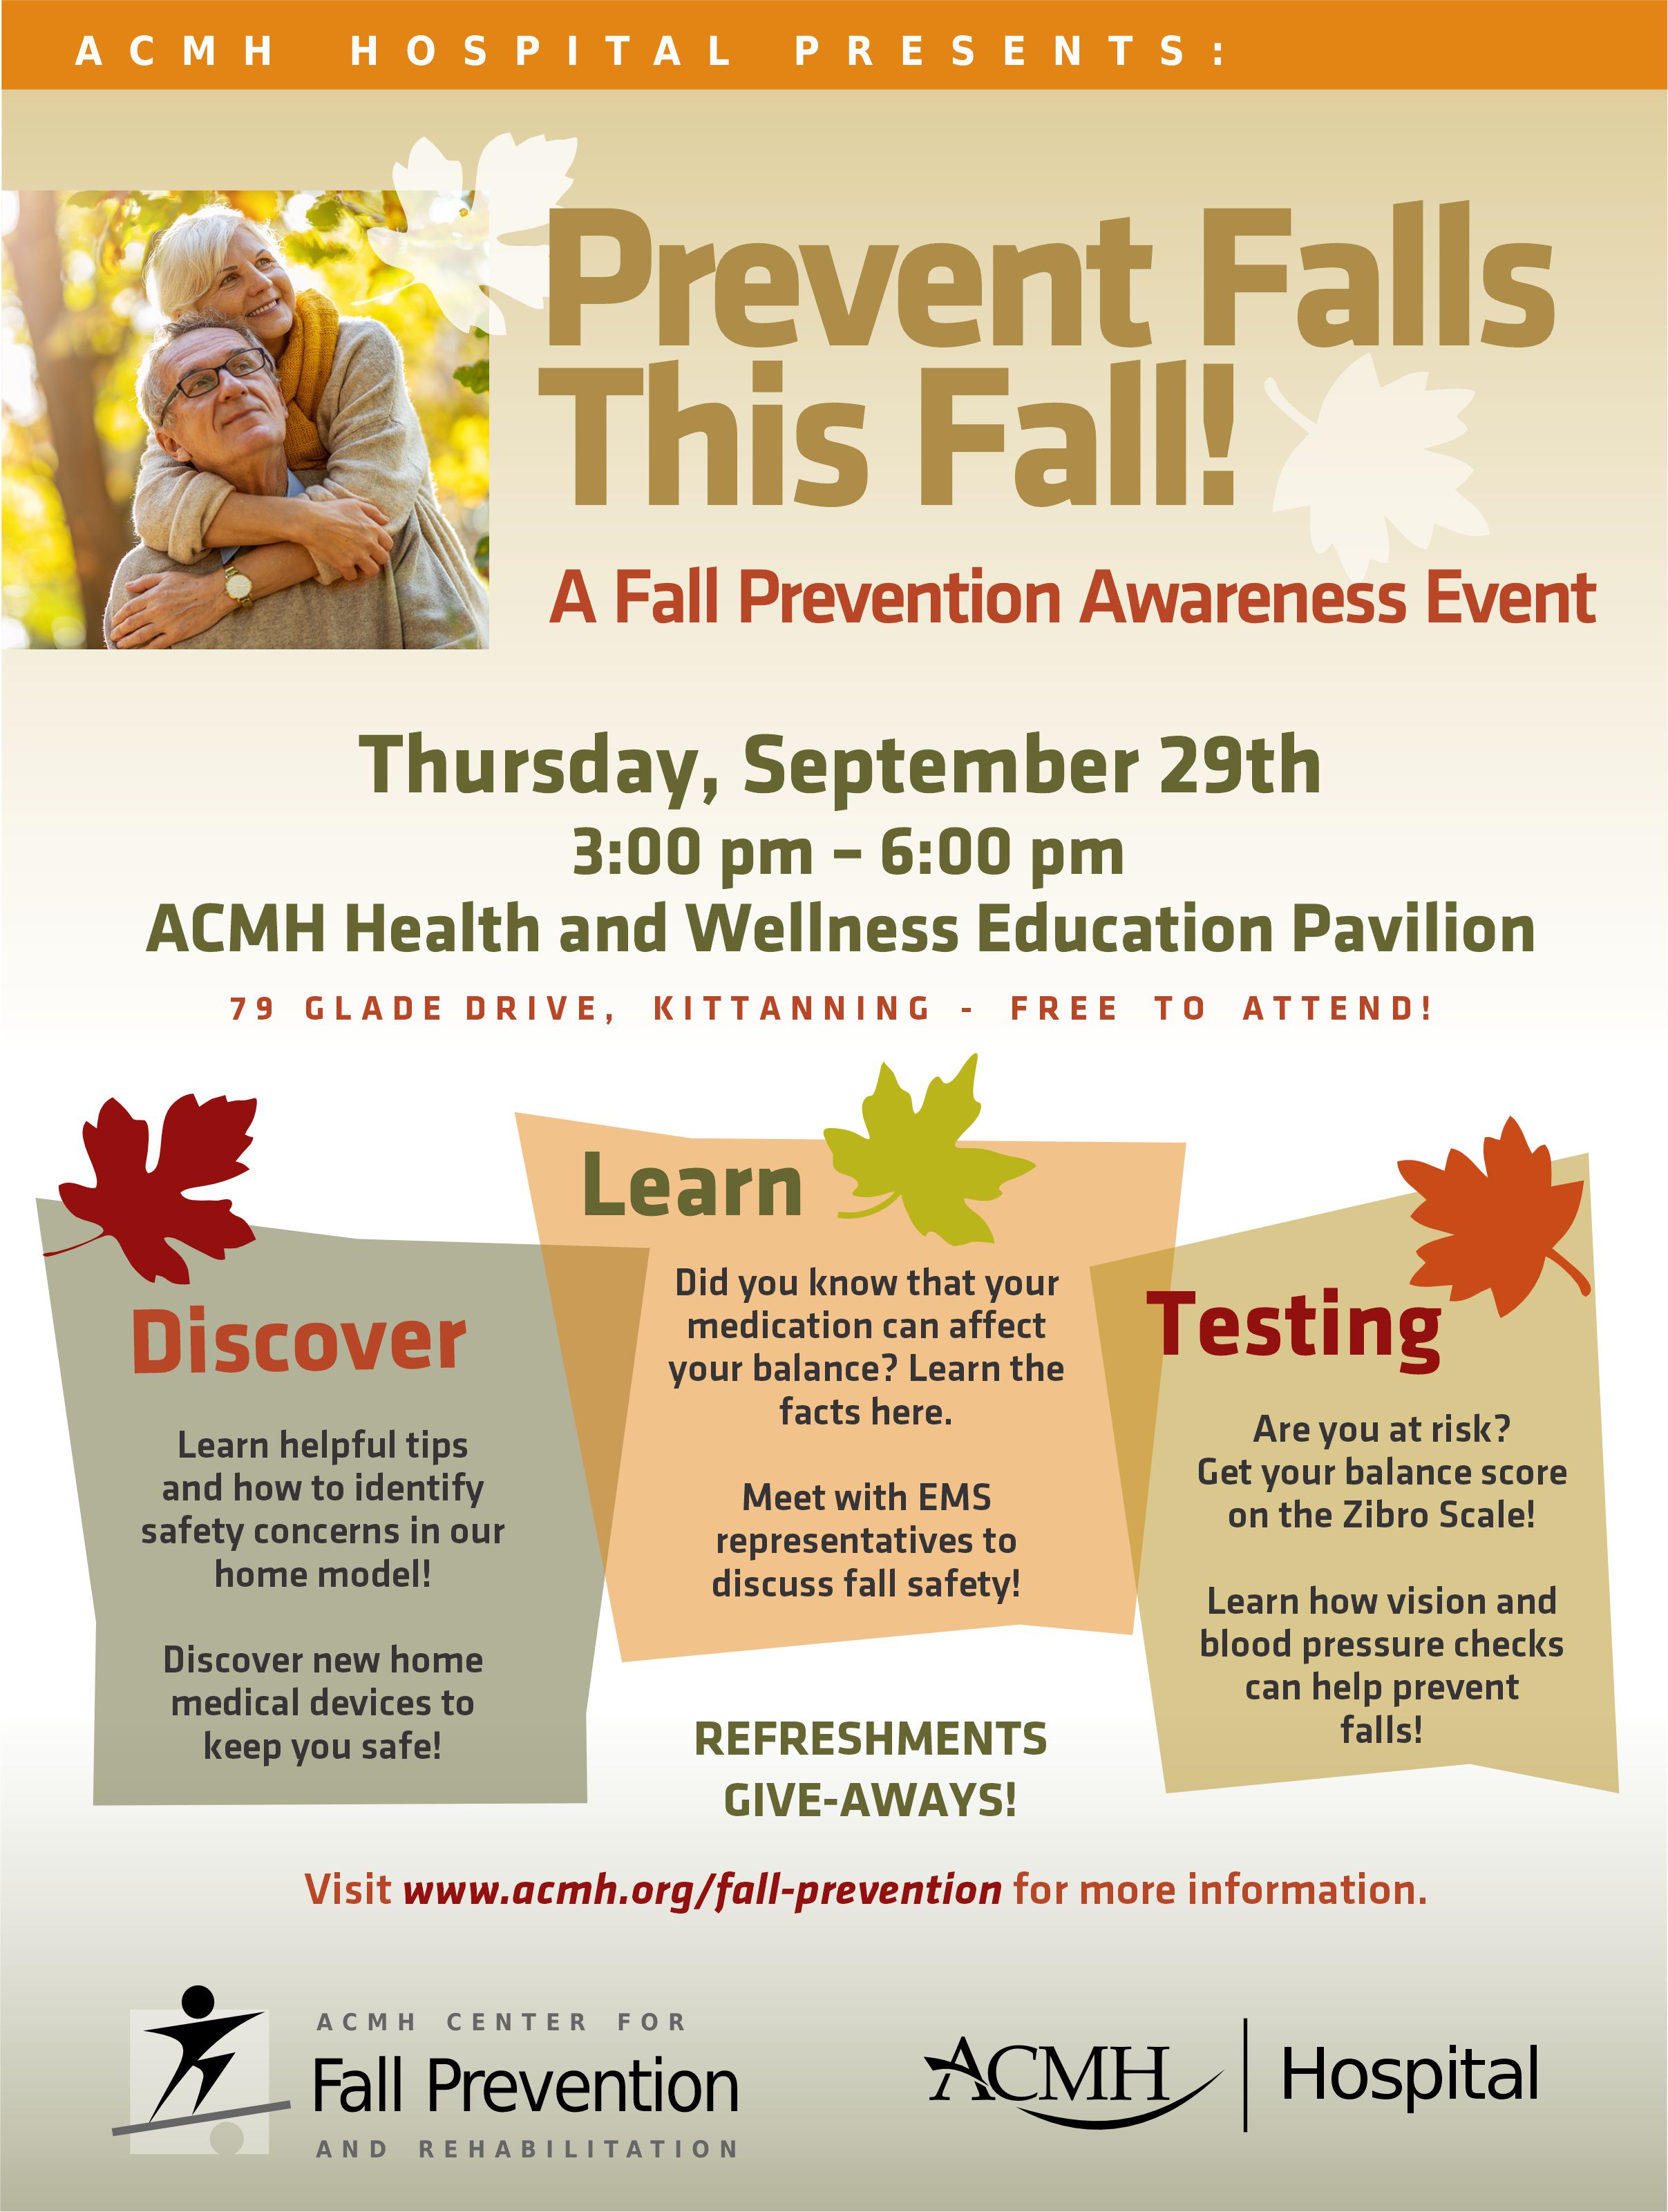 ACMH HOSPITAL PRESENTS:
Prevent Falls
This Fall!
A Fall Prevention Awareness Event
Thursday, September 29th
3:00 pm – 6:00 pm
ACMH Health and Wellness Education Pavilion
79 GLADE DRIVE, KITTANNING - FREE TO ATTEND!
Discover
Learn helpful tips
and how to identify
safety concerns in our
home model!
Discover new home
medical devices to
keep you safe!
Learn
Did you know that your
medication can affect
your balance? Learn the
facts here.
Meet with EMS
representatives to
discuss fall safety!
Testing
Are you at risk?
Get your balance score
on the Zibro Scale!
Learn how vision and
blood pressure checks
can help prevent
falls!
REFRESHMENTS
GIVE-AWAYS!
Visit www.acmh.org/fall-prevention for more information.
ACMH CENTER FOR
Fall Prevention
AND REHABILITATION
ACMH | Hospital